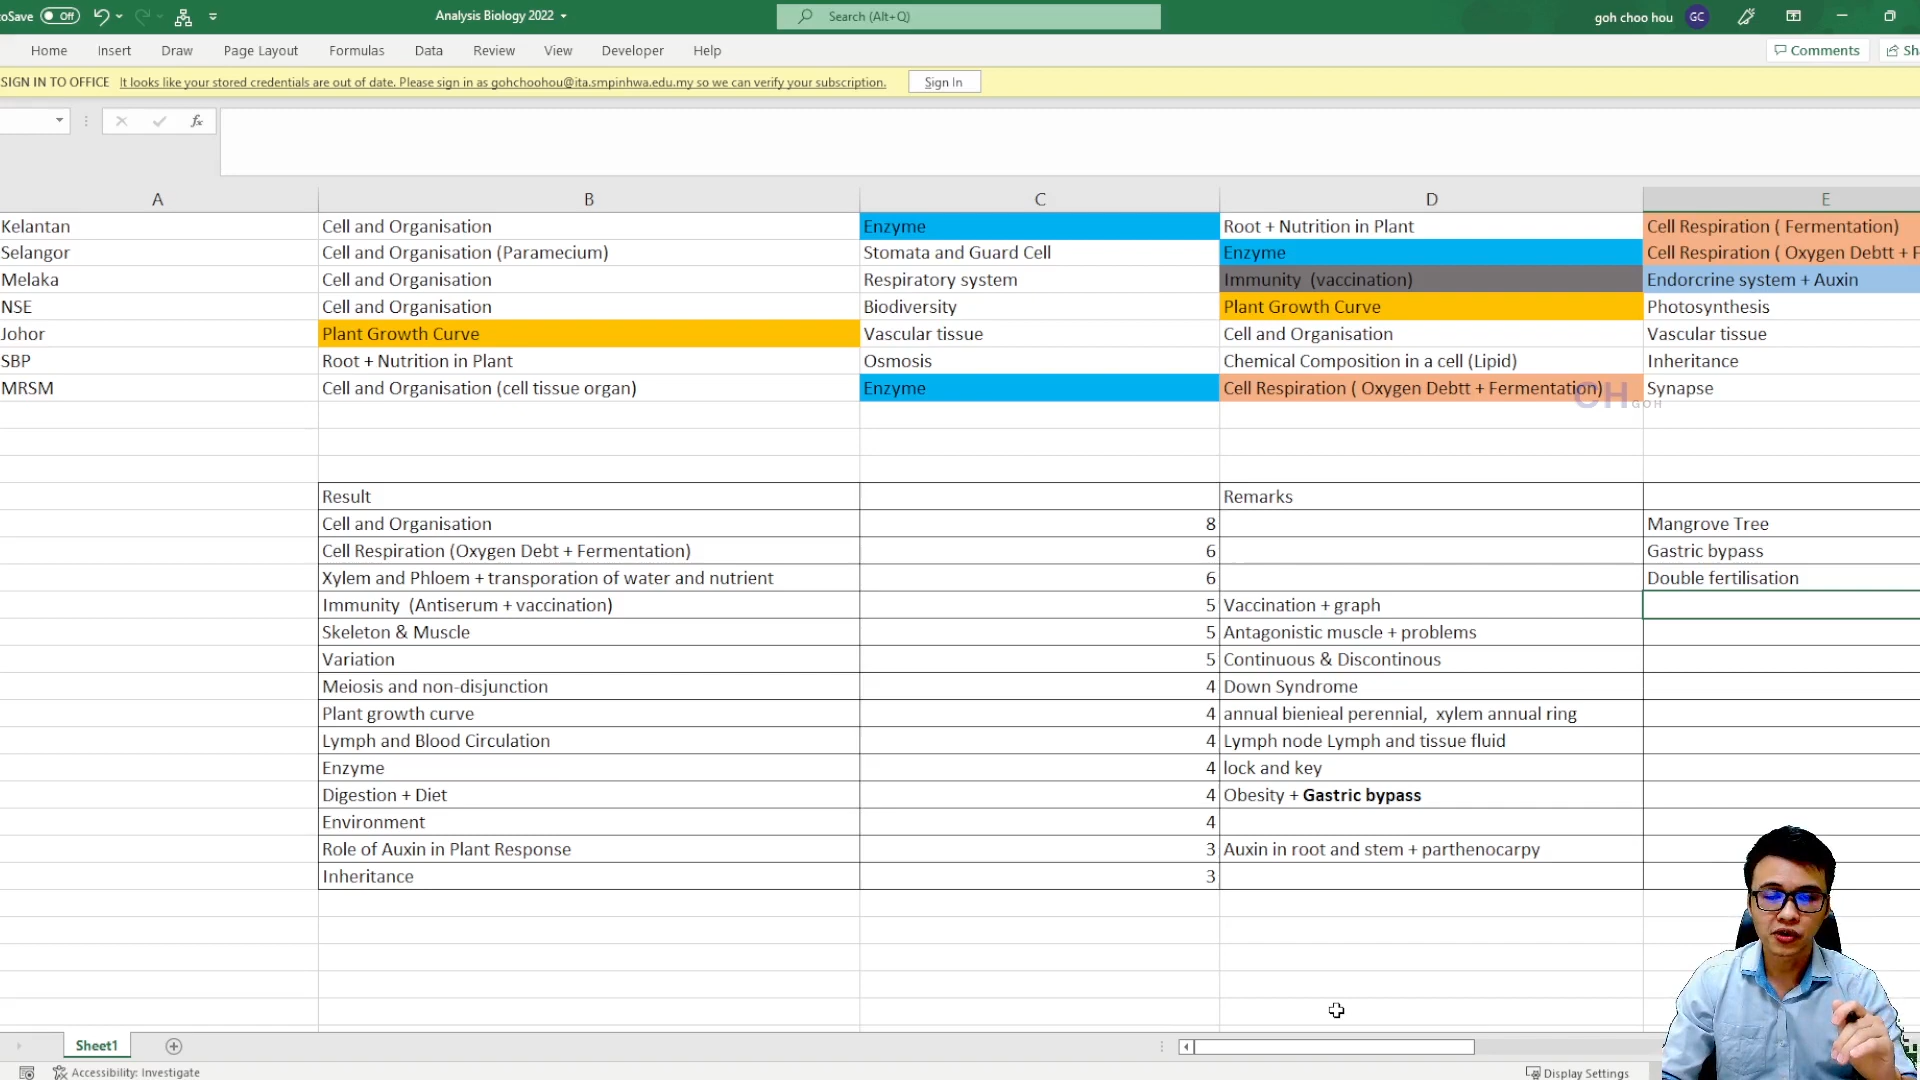 oSave Off Analysis Biology 2022 Search (Alt+Q) goh choo hou GC
Home Insert Draw Page Layout Formulas Data Review View Developer Help Comments Sh
SIGN IN TO OFFICE It looks like your stored credentials are out of date. Please sign in as gohchoohou@ita.smpinhwa.edu.my so we can verify your subscription. Sign In
fx
A B C D E
Kelantan Cell and Organisation Enzyme Root + Nutrition in Plant Cell Respiration ( Fermentation)
Selangor Cell and Organisation (Paramecium) Stomata and Guard Cell Enzyme Cell Respiration ( Oxygen Debtt + F
Melaka Cell and Organisation Respiratory system Immunity (vaccination) Endorcrine system + Auxin
NSE Cell and Organisation Biodiversity Plant Growth Curve Photosynthesis
Johor Plant Growth Curve Vascular tissue Cell and Organisation Vascular tissue
SBP Root + Nutrition in Plant Osmosis Chemical Composition in a cell (Lipid) Inheritance
MRSM Cell and Organisation (cell tissue organ) Enzyme Cell Respiration ( Oxygen Debtt + Fermentation) Synapse
CH GOH
Result Remarks
Cell and Organisation 8 Mangrove Tree
Cell Respiration (Oxygen Debt + Fermentation) 6 Gastric bypass
Xylem and Phloem + transporation of water and nutrient 6 Double fertilisation
Immunity (Antiserum + vaccination) 5 Vaccination + graph
Skeleton & Muscle 5 Antagonistic muscle + problems
Variation 5 Continuous & Discontinous
Meiosis and non-disjunction 4 Down Syndrome
Plant growth curve 4 annual bienieal perennial, xylem annual ring
Lymph and Blood Circulation 4 Lymph node Lymph and tissue fluid
Enzyme 4 lock and key
Digestion + Diet 4 Obesity + Gastric bypass
Environment 4
Role of Auxin in Plant Response 3 Auxin in root and stem + parthenocarpy
Inheritance 3
Sheet1
Accessibility: Investigate Display Settings